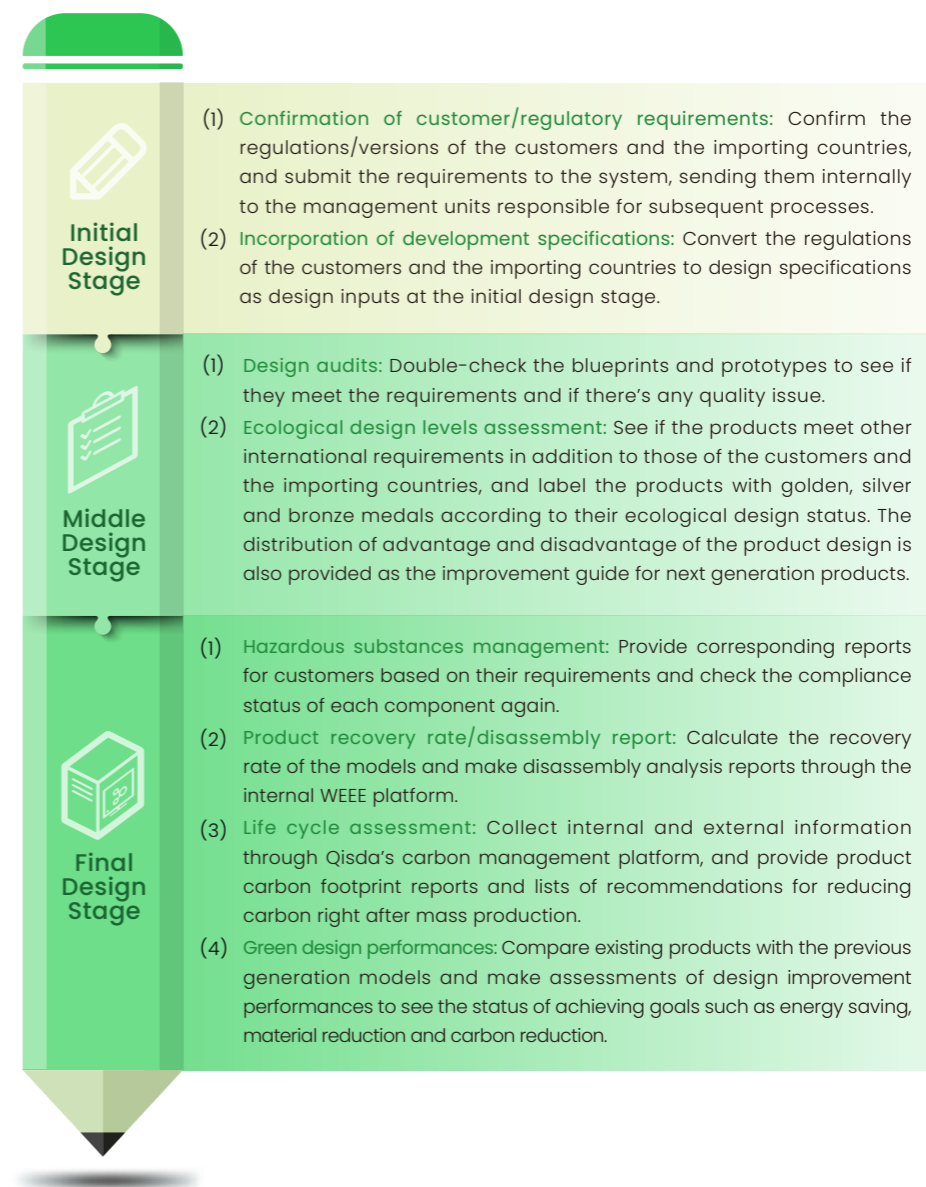 Initial
Design
Stage
(1) Confirmation of customer/regulatory requirements: Confirm the
regulations/versions of the customers and the importing countries,
and submit the requirements to the system, sending them internally
to the management units responsible for subsequent processes.
(2) Incorporation of development specifications: Convert the regulations
of the customers and the importing countries to design specifications
as design inputs at the initial design stage.
Middle
Design
Stage
(1) Design audits: Double-check the blueprints and prototypes to see if
they meet the requirements and if there's any quality issue.
(2) Ecological design levels assessment: See if the products meet other
international requirements in addition to those of the customers and
the importing countries, and label the products with golden, silver
and bronze medals according to their ecological design status. The
distribution of advantage and disadvantage of the product design is
also provided as the improvement guide for next generation products.
Final
Design
Stage
(1) Hazardous substances management: Provide corresponding reports
for customers based on their requirements and check the compliance
status of each component again.
(2) Product recovery rate/disassembly report: Calculate the recovery
rate of the models and make disassembly analysis reports through the
internal WEEE platform.
(3) Life cycle assessment: Collect internal and external information
through Qisda's carbon management platform, and provide product
carbon footprint reports and lists of recommendations for reducing
carbon right after mass production.
(4) Green design performances: Compare existing products with the previous
generation models and make assessments of design improvement
performances to see the status of achieving goals such as energy saving,
material reduction and carbon reduction.